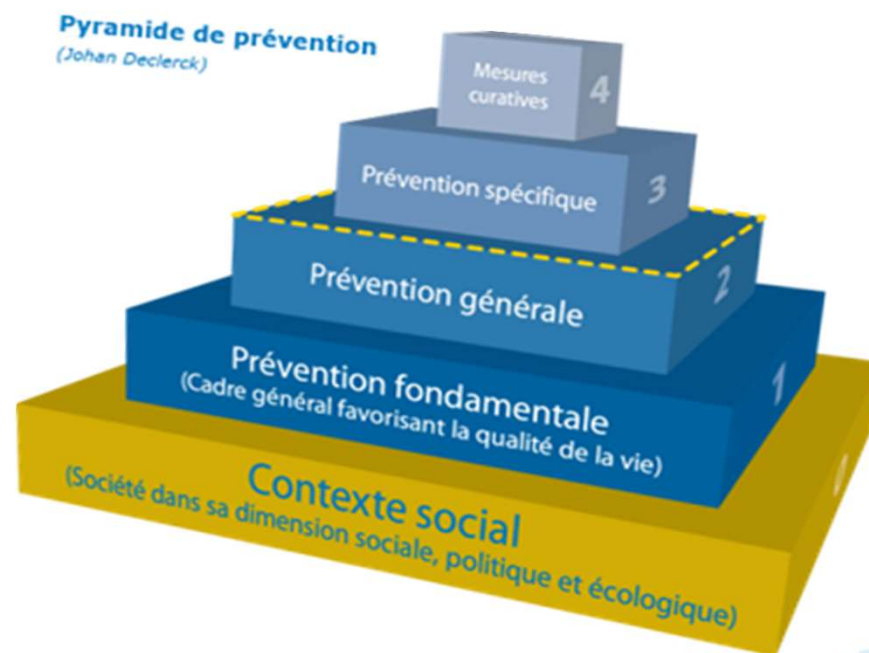 Pyramide de prévention
(Johan Declerck)
Mesures
curatives
4
Prévention spécifique
3
Prévention générale
2
Prévention fondamentale
(Cadre général favorisant la qualité de la vie)
1
Contexte social
(Société dans sa dimension sociale, politique et écologique)
0